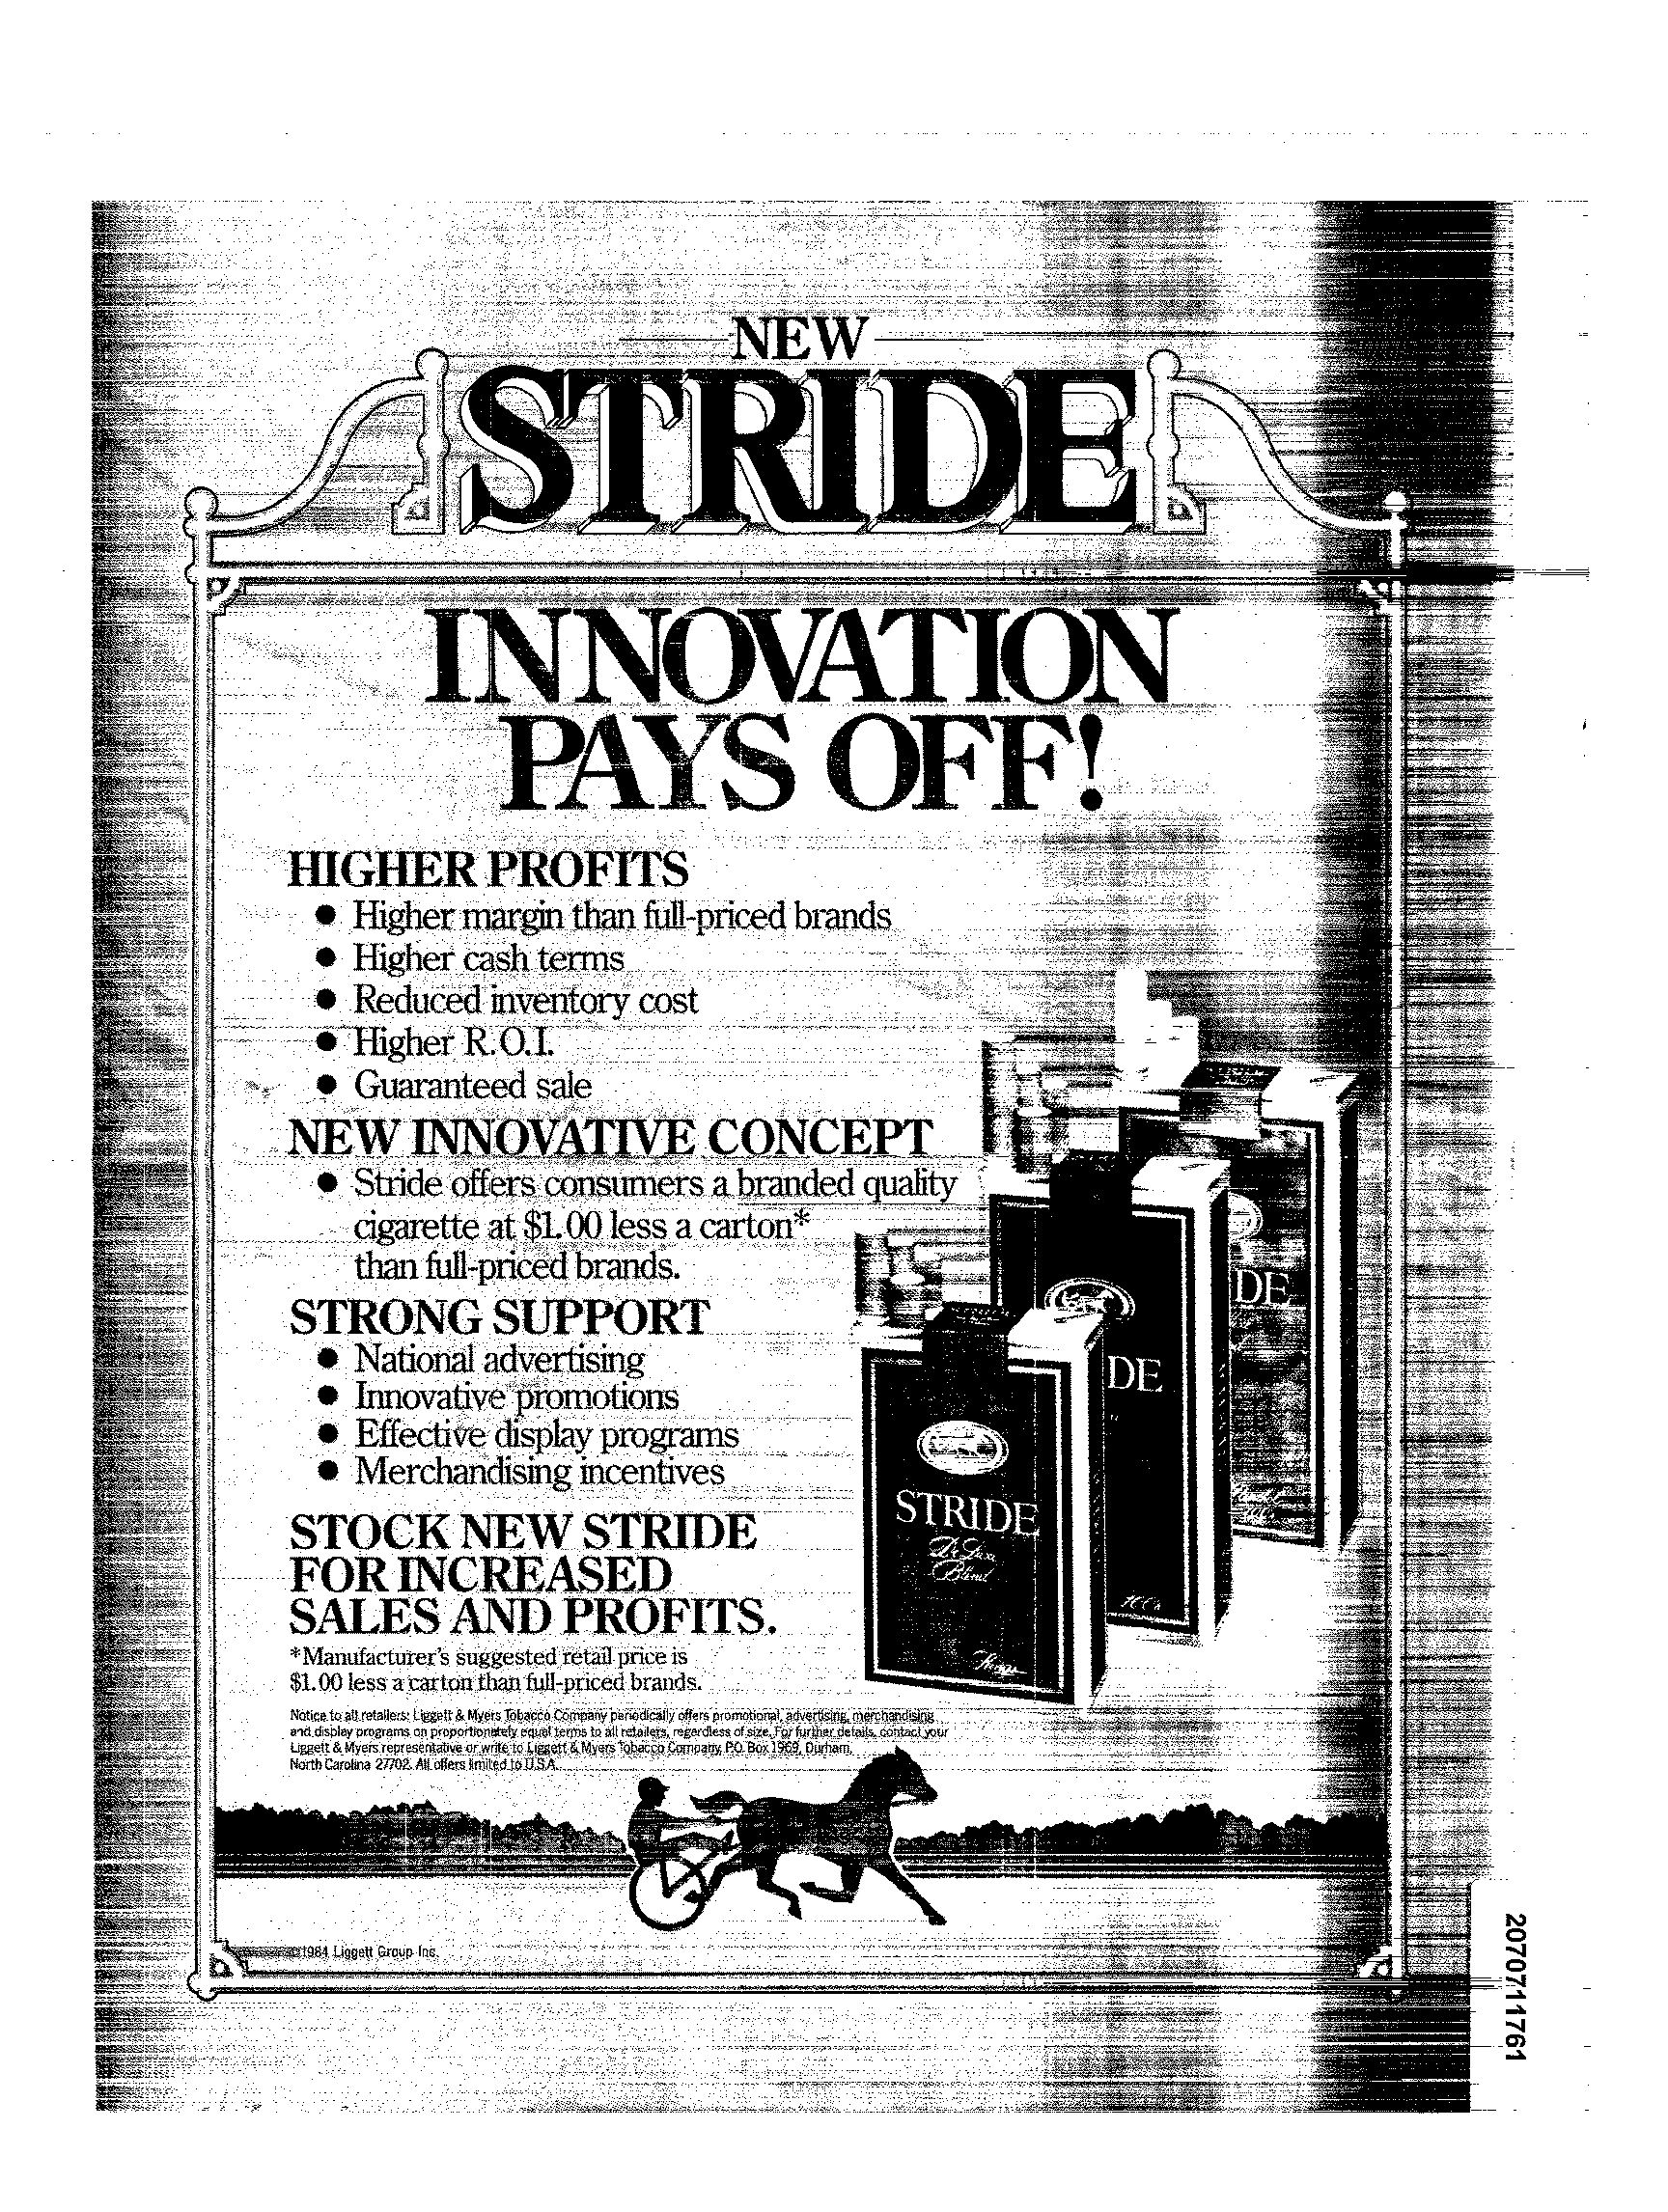 NEW
STRIDE
INNOVATION
PAYS OFF!
HIGHER PROFITS
● Higher margin than full-priced brands
● Higher cash terms
● Reduced inventory cost
● Higher R.O.I.
● Guaranteed sale
NEW INNOVATIVE CONCEPT
● Stride offers consumers a branded quality
cigarette at $1.00 less a carton*
than full-priced brands.
STRONG SUPPORT
● National advertising
● Innovative promotions
● Effective display programs
● Merchandising incentives
STOCK NEW STRIDE
FOR INCREASED
SALES AND PROFITS.
*Manufacturer's suggested retail price is
$1.00 less a carton than full-priced brands.
Notice to all retailers: Liggett & Myers Tobacco Company periodically offers promotional, advertising, merchandising
and display programs on proportionately equal terms to all retailers, regardless of size. For further details, contact your
Liggett & Myers representative or write to Liggett & Myers Tobacco Company, P.O. Box 1969, Durham,
North Carolina 27702. All offers limited to U.S.A.
DE
DE
100's
STRIDE
De Luxe
Blend
Kings
©1984 Liggett Group Inc.
2070711761